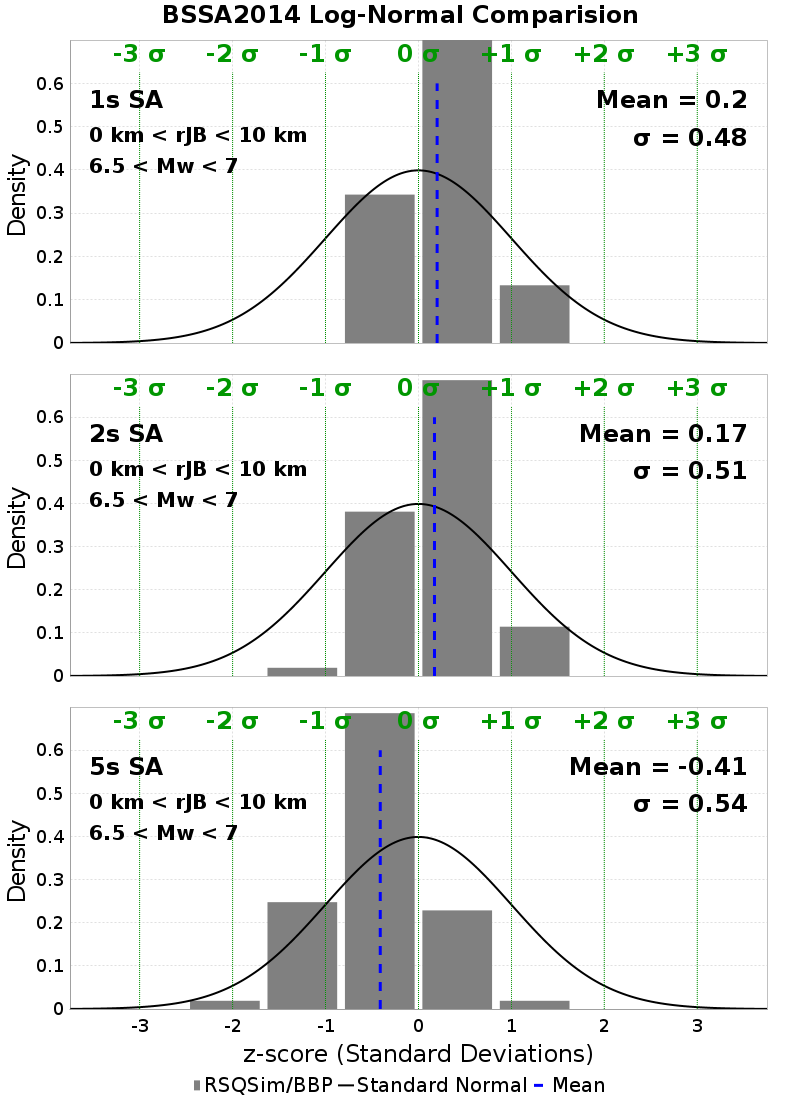 BSSA2014 Log-Normal Comparision
-3 σ -2 σ -1 σ 0 σ +1 σ +2 σ +3 σ
1s SA
0 km < rJB < 10 km
6.5 < Mw < 7
Mean = 0.2
σ = 0.48
Density
0.6
0.5
0.4
0.3
0.2
0.1
0
-3 σ -2 σ -1 σ 0 σ +1 σ +2 σ +3 σ
2s SA
0 km < rJB < 10 km
6.5 < Mw < 7
Mean = 0.17
σ = 0.51
Density
0.6
0.5
0.4
0.3
0.2
0.1
0
-3 σ -2 σ -1 σ 0 σ +1 σ +2 σ +3 σ
5s SA
0 km < rJB < 10 km
6.5 < Mw < 7
Mean = -0.41
σ = 0.54
Density
0.6
0.5
0.4
0.3
0.2
0.1
0
-3 -2 -1 0 1 2 3
z-score (Standard Deviations)
RSQSim/BBP Standard Normal Mean